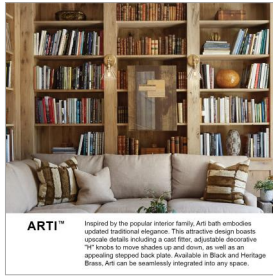 ARTI™
Inspired by the popular interior family, Arti bath embodies
updated traditional elegance. This attractive design boasts
upscale details including a cast fitter, adjustable decorative
"H" knobs to move shades up and down, as well as an
appealing stepped back plate. Available in Black and Heritage
Brass, Arti can be seamlessly integrated into any space.